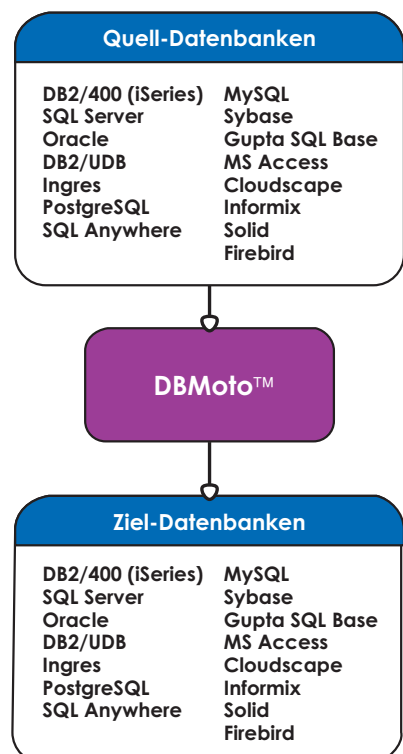 Quell-Datenbanken
DB2/400 (iSeries)
SQL Server
Oracle
DB2/UDB
Ingres
PostgreSQL
SQL Anywhere
MySQL
Sybase
Gupta SQL Base
MS Access
Cloudscape
Informix
Solid
Firebird
DBMoto™
Ziel-Datenbanken
DB2/400 (iSeries)
SQL Server
Oracle
DB2/UDB
Ingres
PostgreSQL
SQL Anywhere
MySQL
Sybase
Gupta SQL Base
MS Access
Cloudscape
Informix
Solid
Firebird